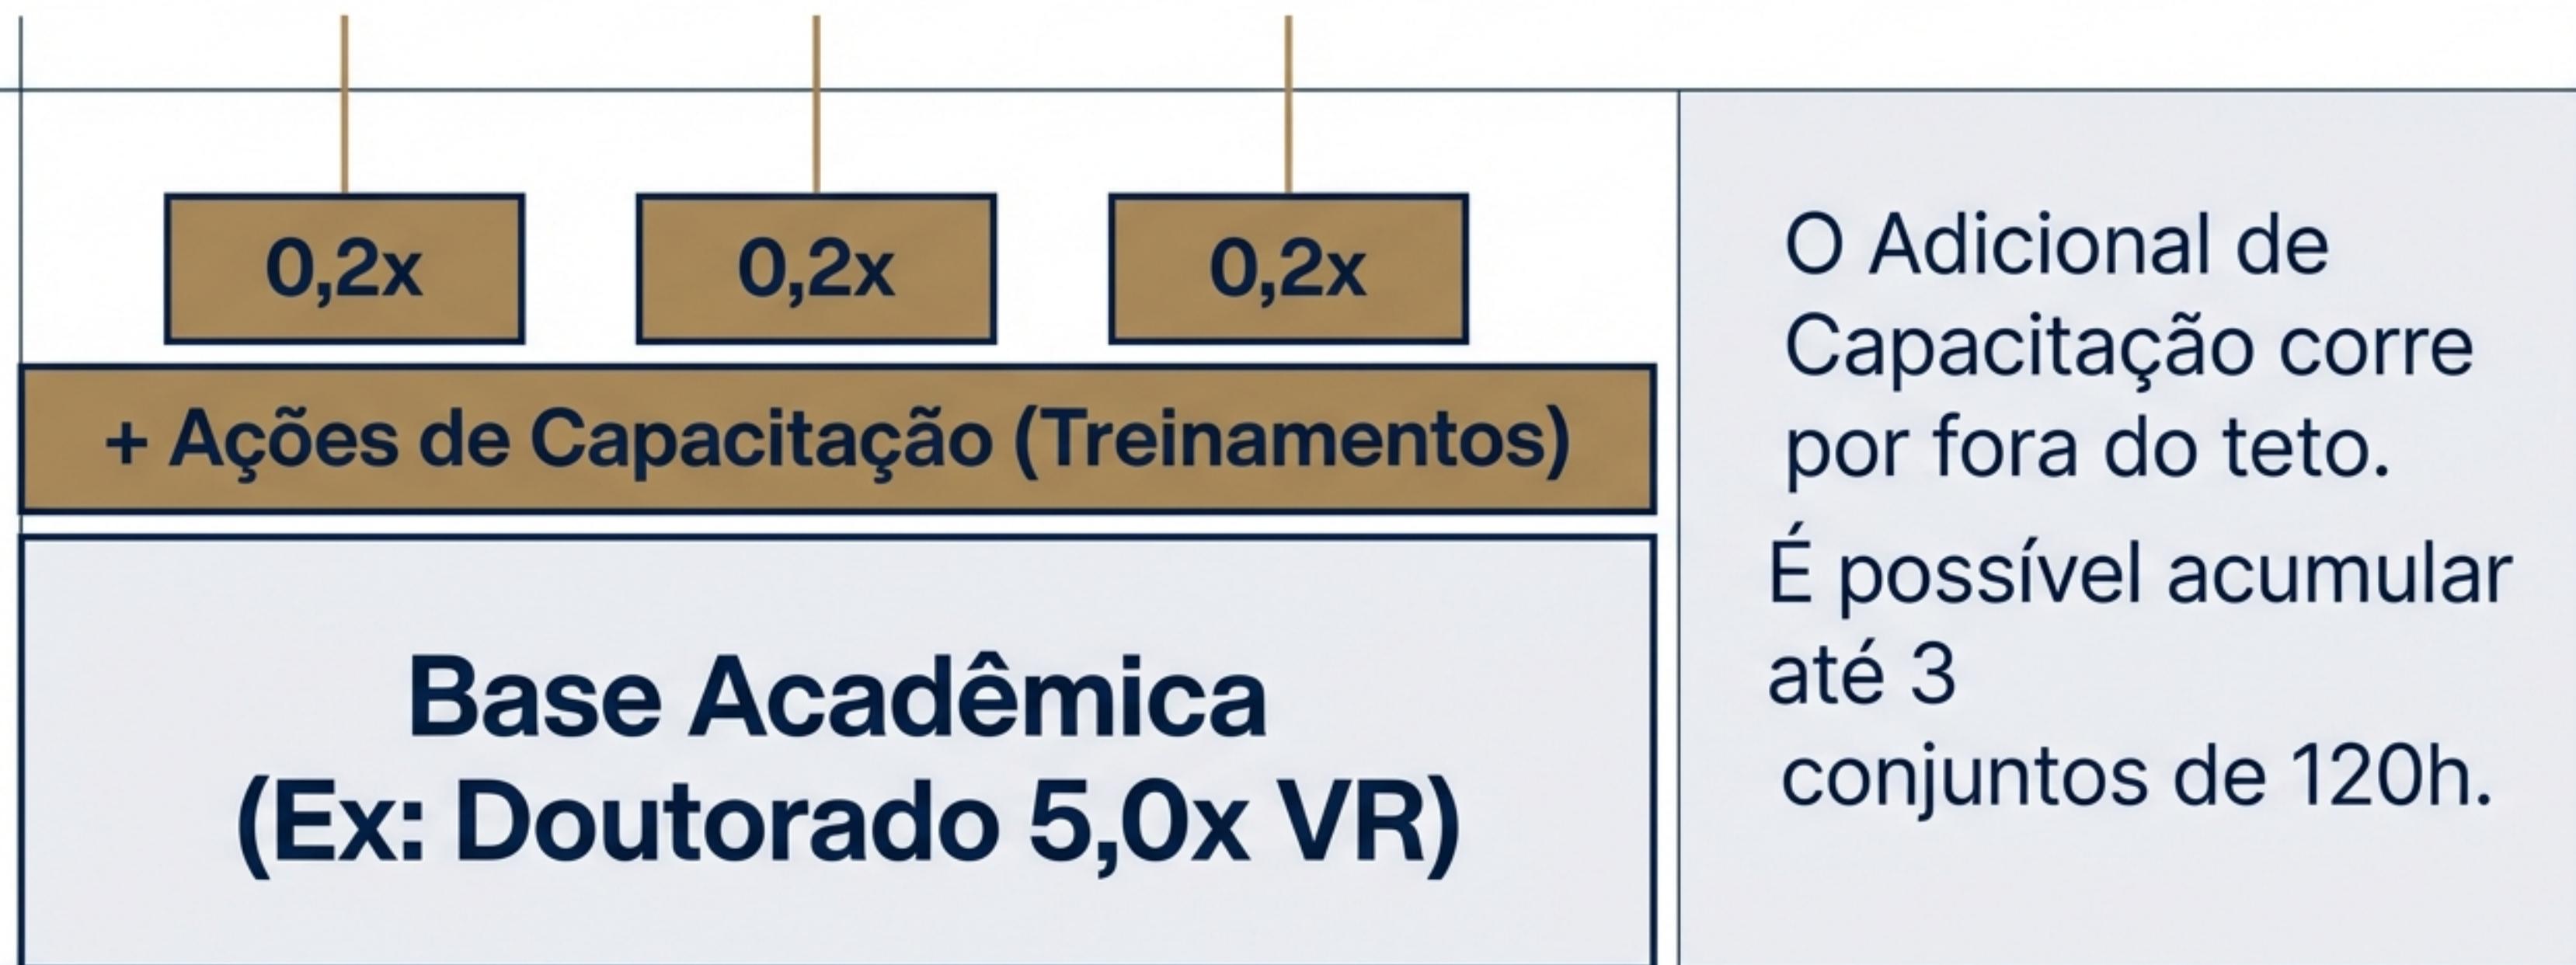 0,2x
0,2x
0,2x
+ Ações de Capacitação (Treinamentos)
Base Acadêmica
(Ex: Doutorado 5,0x VR)
O Adicional de
Capacitação corre
por fora do teto.
É possível acumular
até 3
conjuntos de 120h.